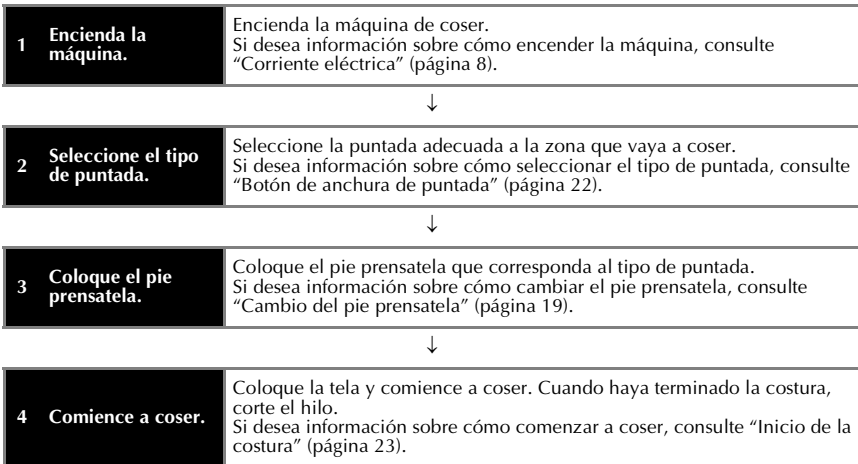 1 Encienda la máquina.
Encienda la máquina de coser.
Si desea información sobre cómo encender la máquina, consulte
“Corriente eléctrica” (página 8).
↓
2 Seleccione el tipo de puntada.
Seleccione la puntada adecuada a la zona que vaya a coser.
Si desea información sobre cómo seleccionar el tipo de puntada, consulte
“Botón de anchura de puntada” (página 22).
↓
3 Coloque el pie prensatela.
Coloque el pie prensatela que corresponda al tipo de puntada.
Si desea información sobre cómo cambiar el pie prensatela, consulte
“Cambio del pie prensatela” (página 19).
↓
4 Comience a coser.
Coloque la tela y comience a coser. Cuando haya terminado la costura,
corte el hilo.
Si desea información sobre cómo comenzar a coser, consulte “Inicio de la
costura” (página 23).